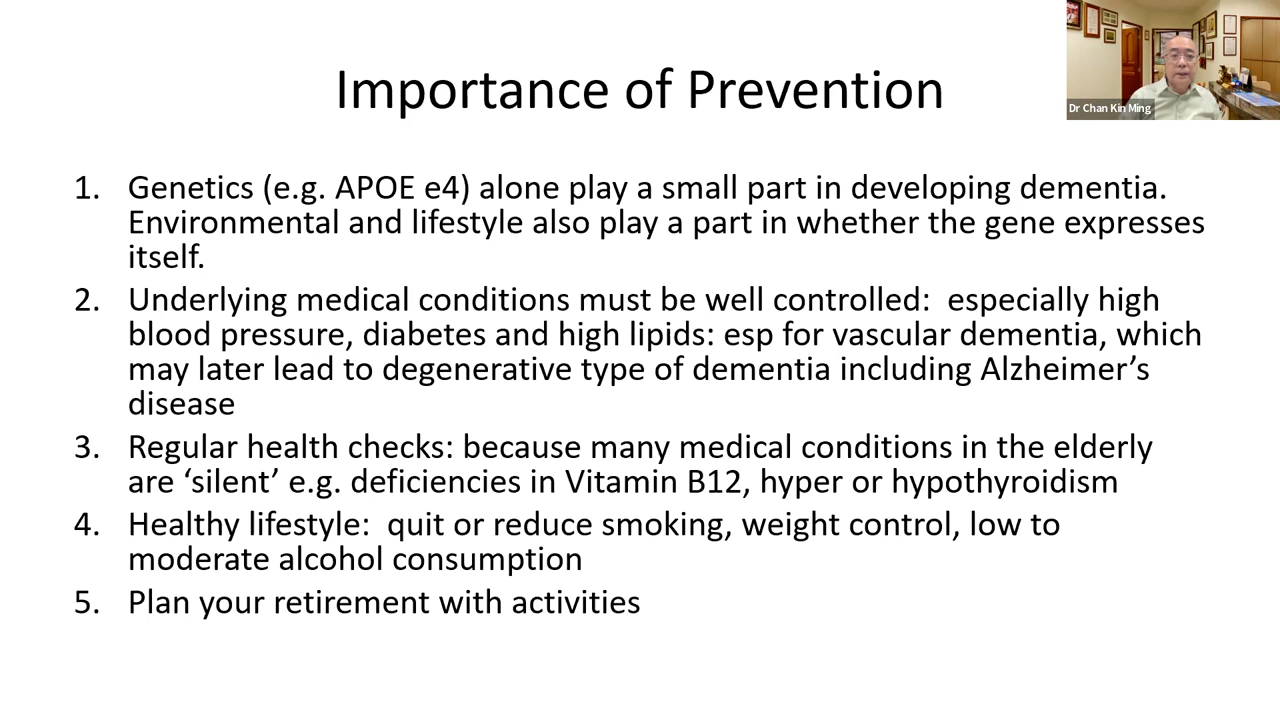 Importance of Prevention
Dr Chan Kin Ming
1. Genetics (e.g. APOE e4) alone play a small part in developing dementia.
Environmental and lifestyle also play a part in whether the gene expresses
itself.
2. Underlying medical conditions must be well controlled:  especially high
blood pressure, diabetes and high lipids: esp for vascular dementia, which
may later lead to degenerative type of dementia including Alzheimer’s
disease
3. Regular health checks: because many medical conditions in the elderly
are ‘silent’ e.g. deficiencies in Vitamin B12, hyper or hypothyroidism
4. Healthy lifestyle:  quit or reduce smoking, weight control, low to
moderate alcohol consumption
5. Plan your retirement with activities